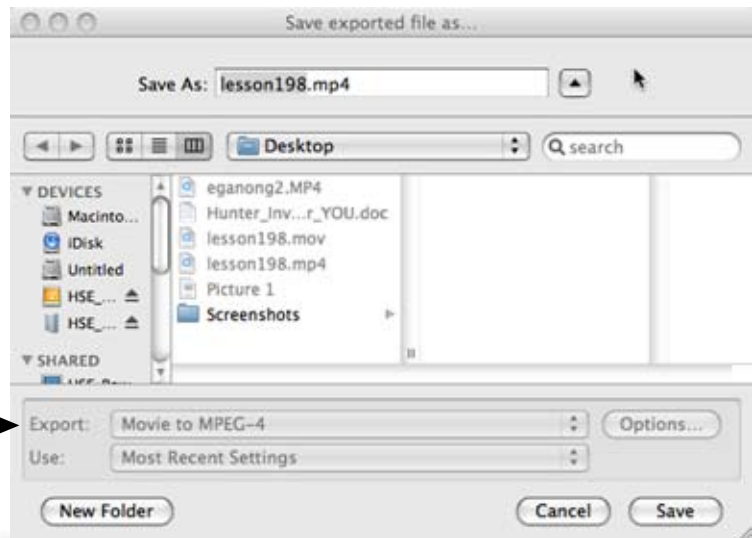 Save exported file as...
Save As: lesson198.mp4
Desktop
search
DEVICES
Macinto...
iDisk
Untitled
HSE_...
HSE_...
SHARED
eganong2.MP4
Hunter_Inv...r_YOU.doc
lesson198.mov
lesson198.mp4
Picture 1
Screenshots
Export: Movie to MPEG-4 Options...
Use: Most Recent Settings
New Folder Cancel Save